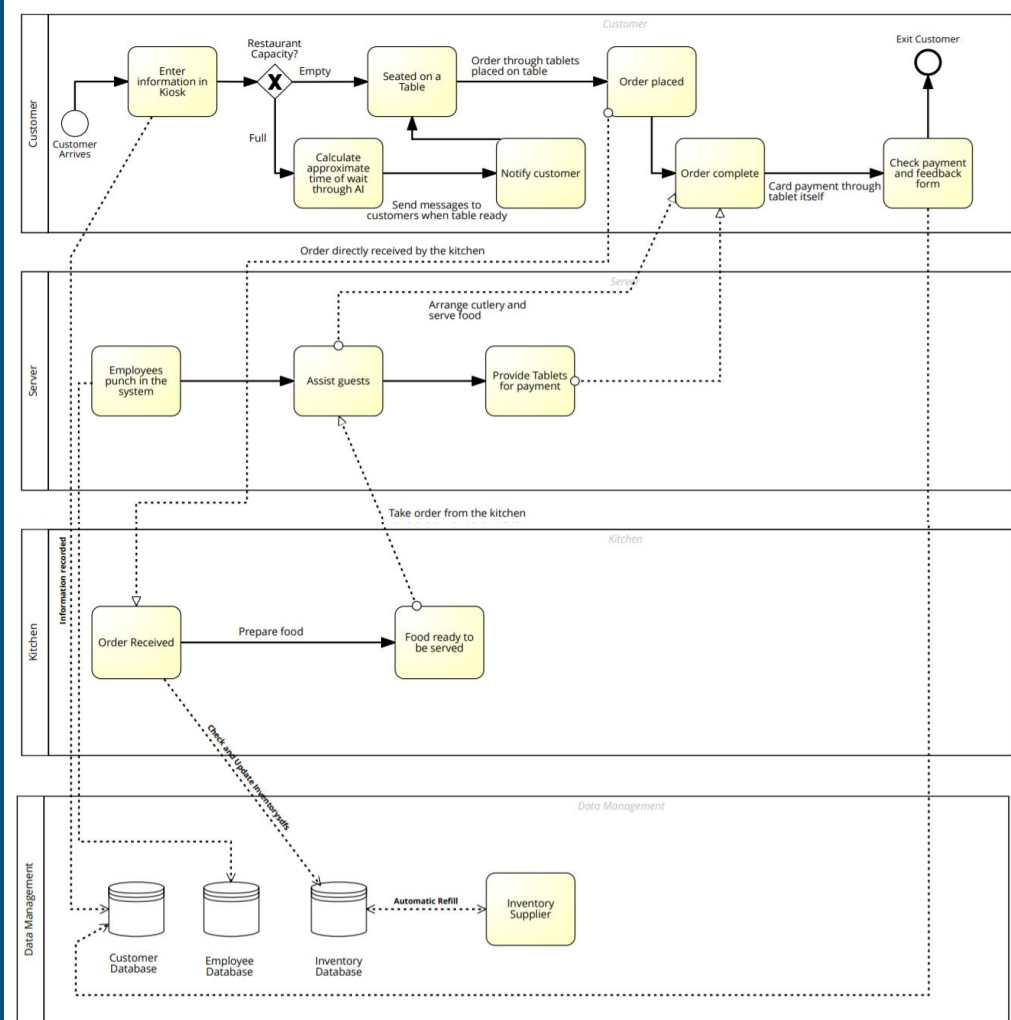 Customer
Customer
Customer
Arrives
Enter
information in
Kiosk
Restaurant
Capacity?
Empty
Full
Seated on a
Table
Order through tablets
placed on table
Order placed
Exit Customer
Calculate
approximate
time of wait
through AI
Send messages to
customers when table ready
Notify customer
Order complete
Card payment through
tablet itself
Check payment
and feedback
form
Order directly received by the kitchen
Server
Server
Arrange cutlery and
serve food
Employees
punch in the
system
Assist guests
Provide Tablets
for payment
Take order from the kitchen
Kitchen
Kitchen
Information recorded
Order Received
Prepare food
Food ready to
be served
Check and Update Inventorysdfs
Data Management
Data Management
Customer
Database
Employee
Database
Inventory
Database
Automatic Refill
Inventory
Supplier